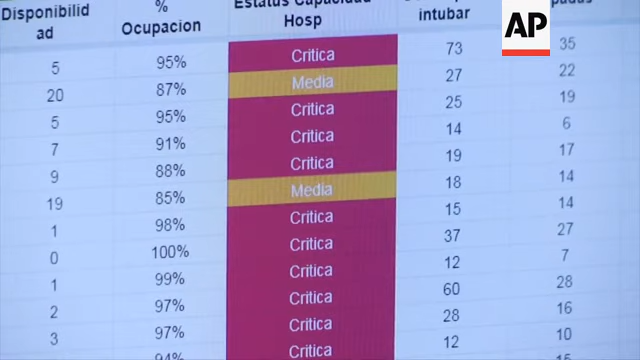 Disponibilid
ad
%
Ocupacion
Estatus Capacidad
Hosp
intubar
AP
5 95% Critica 73 35
20 87% Media 27 22
5 95% Critica 25 19
7 91% Critica 14 6
9 88% Critica 19 17
19 85% Media 18 14
1 98% Critica 15 14
0 100% Critica 37 27
1 99% Critica 12 7
2 97% Critica 60 28
3 97% Critica 28 16
94% Critica 12 10
15